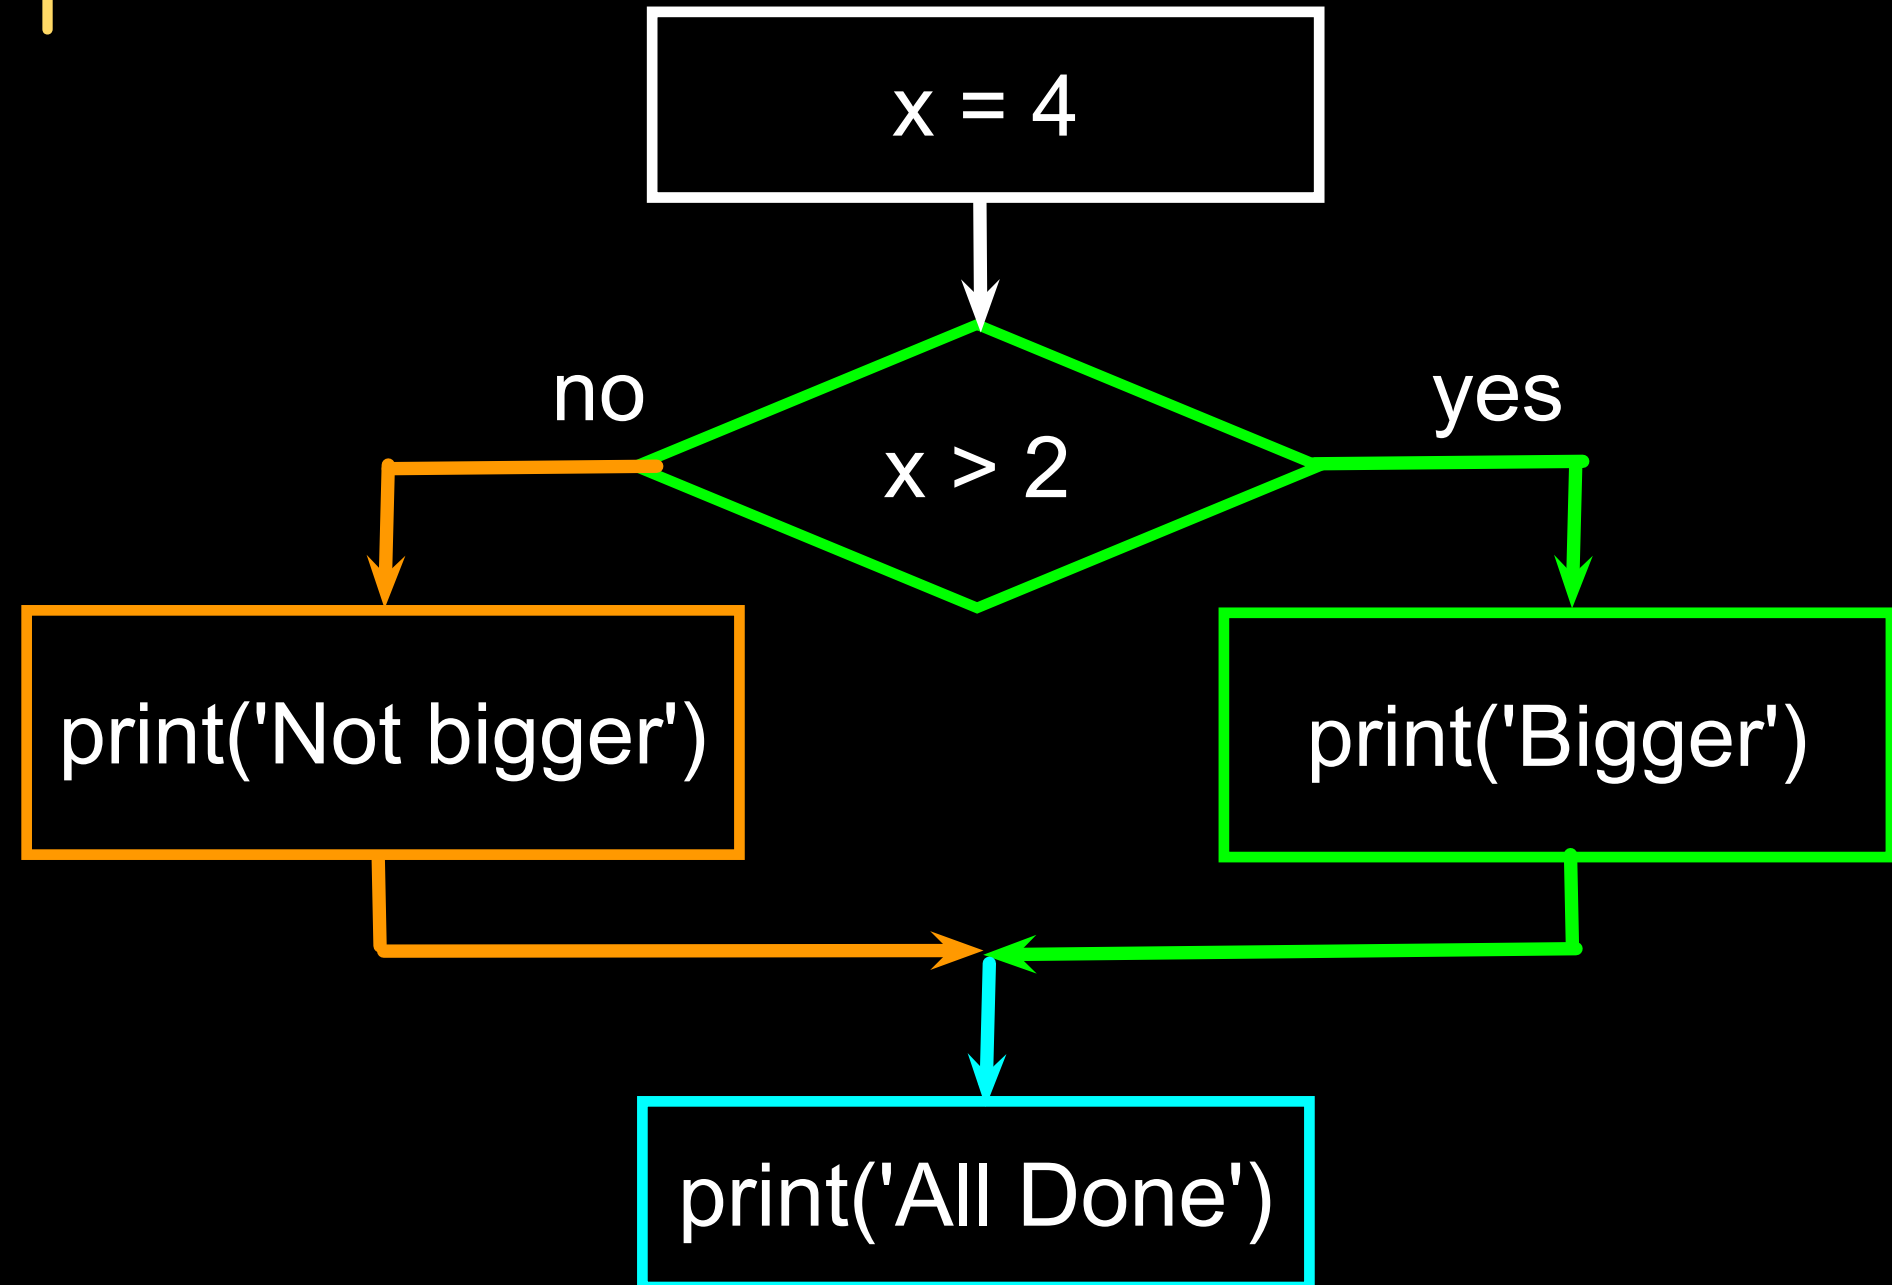 x = 4
no
yes
x > 2
print('Not bigger')
print('Bigger')
print('All Done')